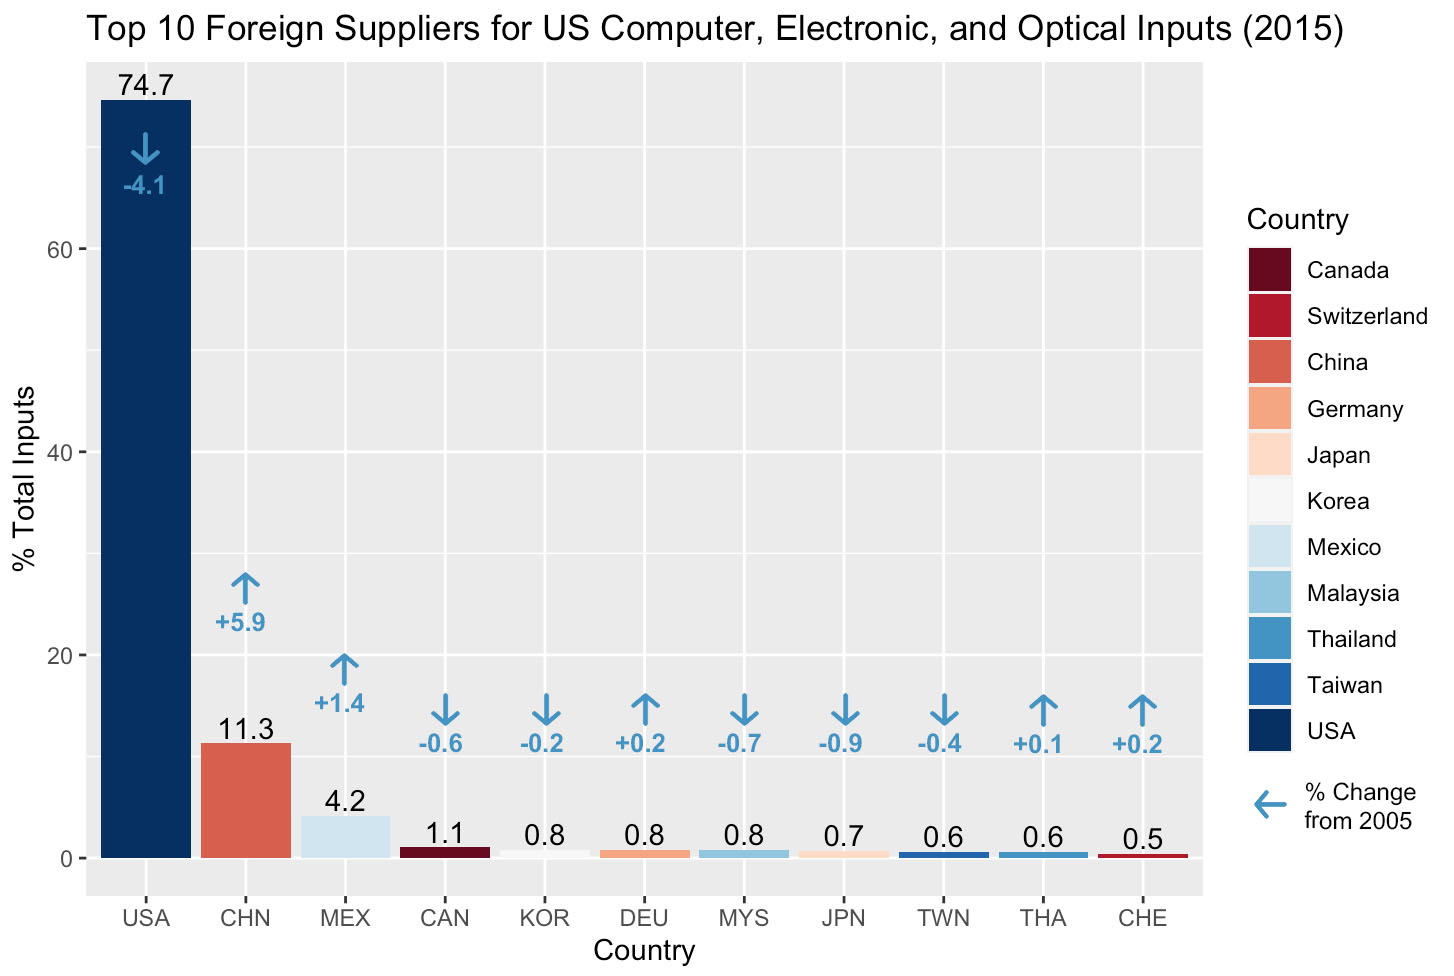 Top 10 Foreign Suppliers for US Computer, Electronic, and Optical Inputs (2015)
% Total Inputs
60
40
20
0
74.7
-4.1
+5.9
11.3
+1.4
4.2
-0.6
1.1
-0.2
0.8
+0.2
0.8
-0.7
0.8
-0.9
0.7
-0.4
0.6
+0.1
0.6
+0.2
0.5
USA CHN MEX CAN KOR DEU MYS JPN TWN THA CHE
Country
Country
Canada
Switzerland
China
Germany
Japan
Korea
Mexico
Malaysia
Thailand
Taiwan
USA
% Change
from 2005